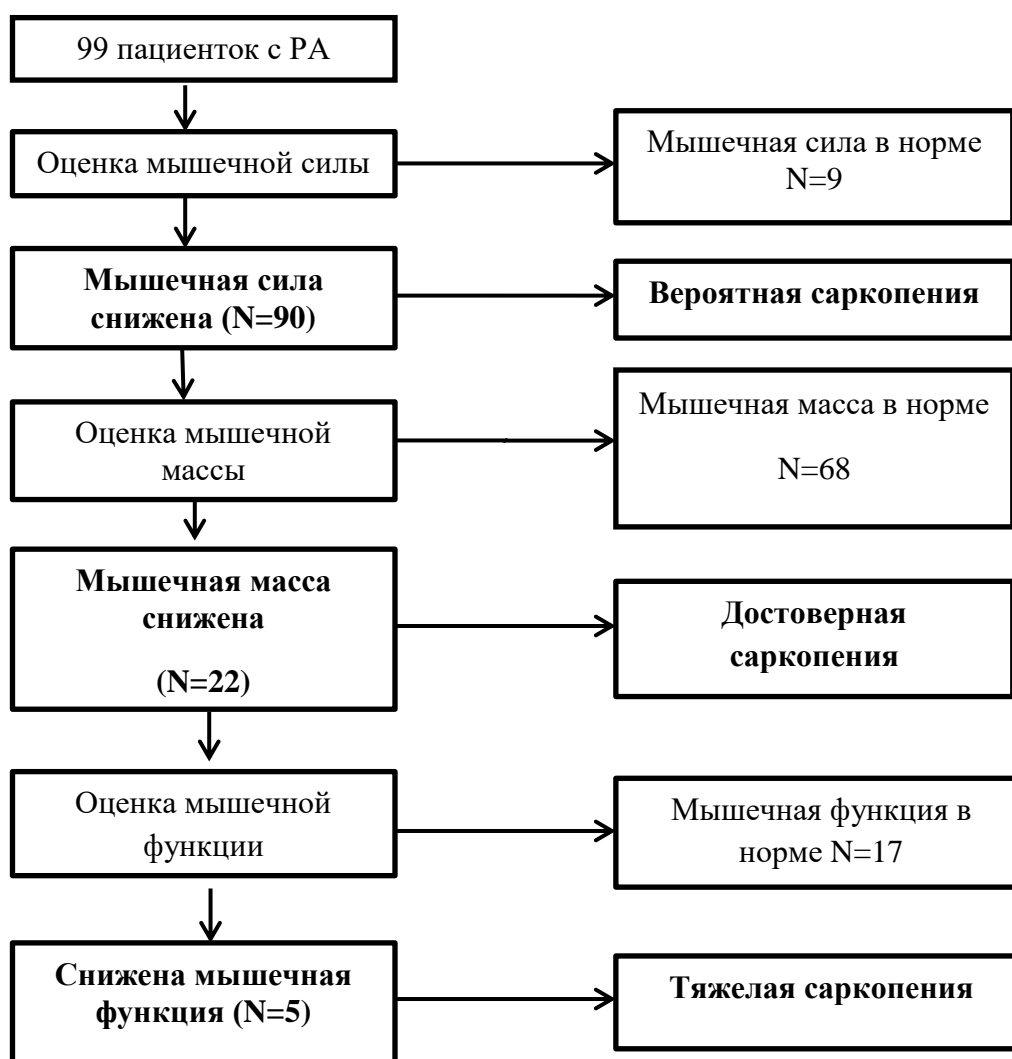 99 пациенток с РА
Оценка мышечной силы
Мышечная сила в норме
N=9
Мышечная сила
снижена (N=90)
Вероятная саркопения
Оценка мышечной
массы
Мышечная масса в норме
N=68
Мышечная масса
снижена
(N=22)
Достоверная
саркопения
Оценка мышечной
функции
Мышечная функция в
норме N=17
Снижена мышечная
функция (N=5)
Тяжелая саркопения